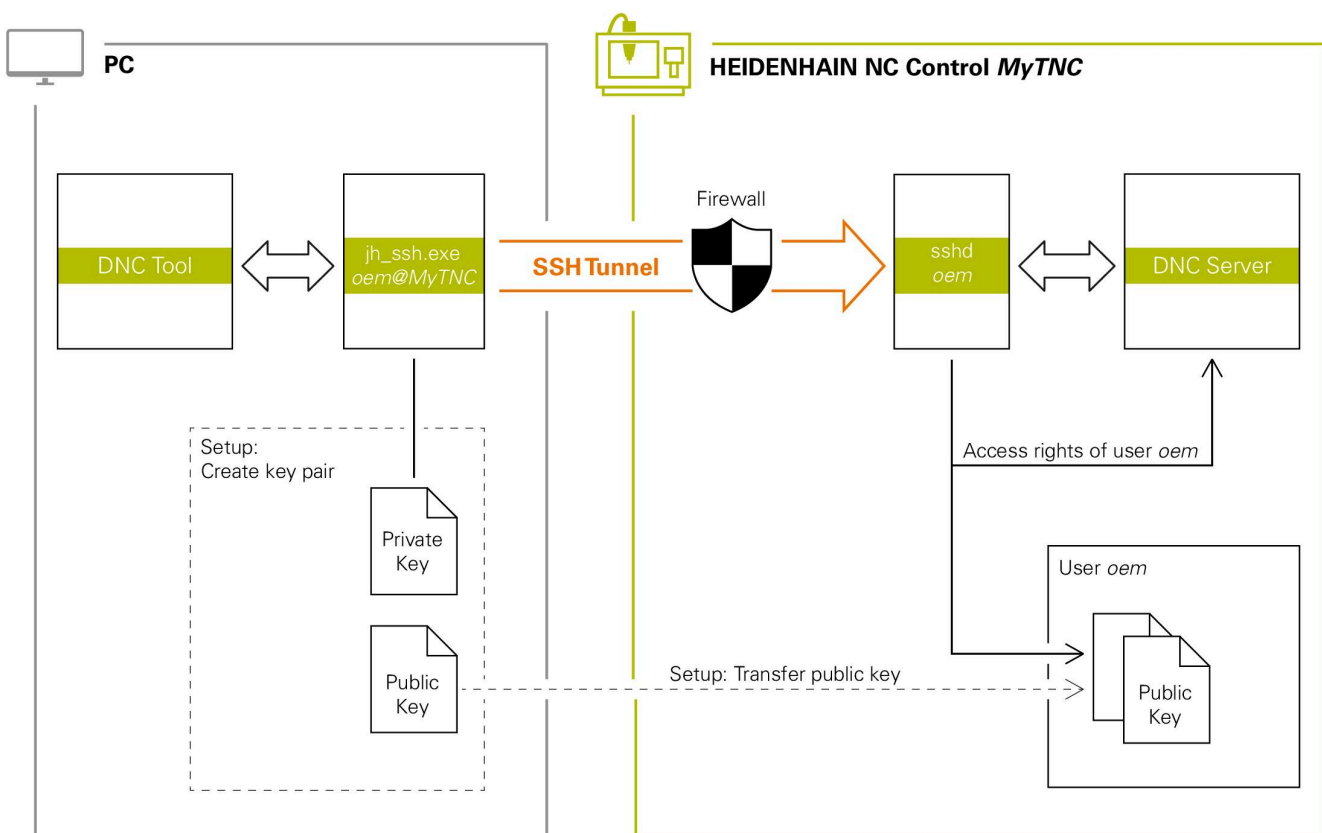 PC
HEIDENHAIN NC Control MyTNC
Firewall
DNC Tool
jh_ssh.exe
oem@MyTNC
SSH Tunnel
sshd
oem
DNC Server
Setup:
Create key pair
Access rights of user oem
Private
Key
User oem
Public
Key
Setup: Transfer public key
Public
Key